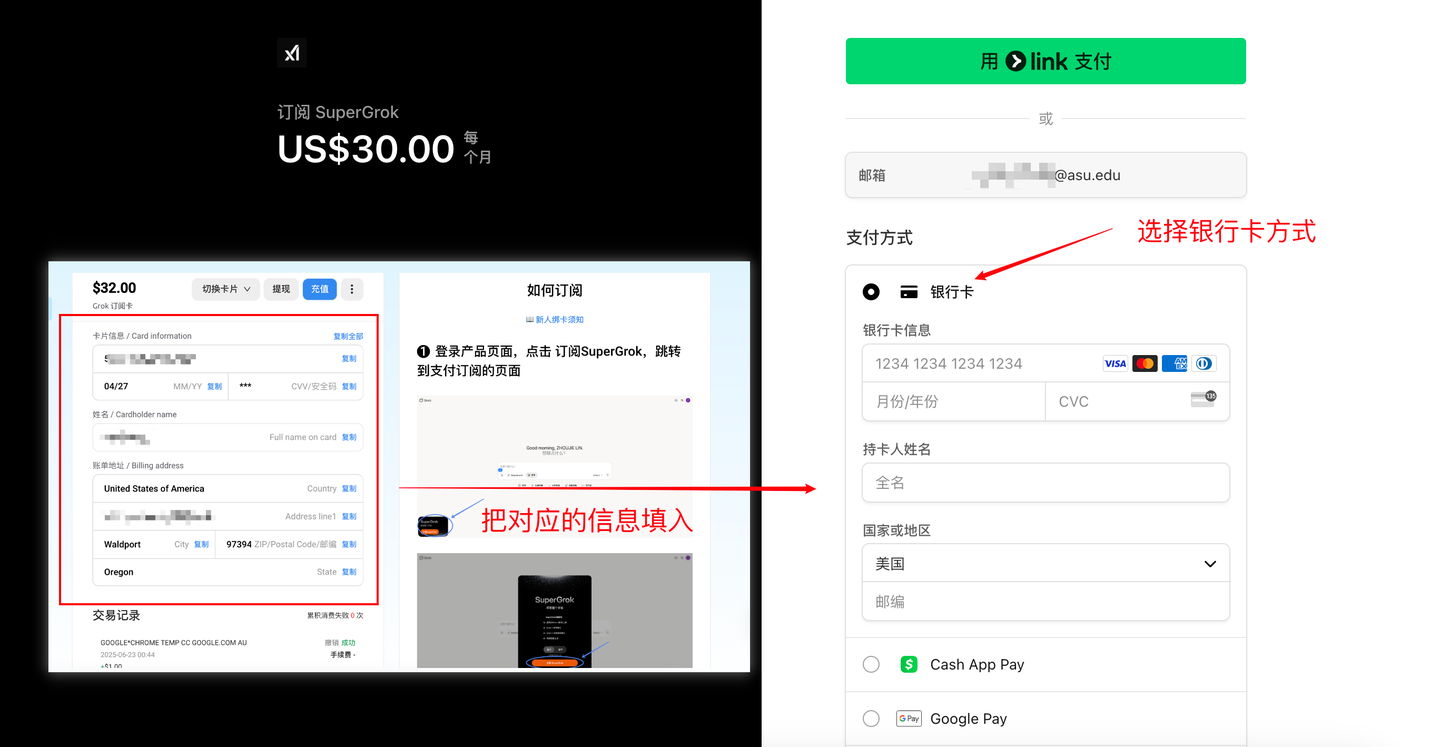 xI
订阅 SuperGrok
US$30.00 每
个月
$32.00
切换卡片
提现
充值
Grok 订阅卡
卡片信息 / Card information
复制全部
复制
04/27
MM/YY 复制
***
CVV/安全码 复制
姓名 / Cardholder name
Full name on card 复制
账单地址 / Billing address
United States of America
Country 复制
Address line1 复制
Waldport
City 复制
97394 ZIP/Postal Code/邮编 复制
Oregon
State 复制
交易记录
累积消费失败 0 次
GOOGLE*CHROME TEMP CC GOOGLE.COM AU
撤销 成功
2025-06-23 00:44
手续费 -
+$1.00
如何订阅
新人绑卡须知
1 登录产品页面，点击 订阅SuperGrok，跳转
到支付订阅的页面
Good morning, ZHOUJIE LIN.
把对应的信息填入
SuperGrok
用 link 支付
或
邮箱
@asu.edu
选择银行卡方式
支付方式
银行卡
银行卡信息
1234 1234 1234 1234
VISA
AM
EX
月份/年份
CVC
135
持卡人姓名
全名
国家或地区
美国
邮编
Cash App Pay
G Pay
Google Pay